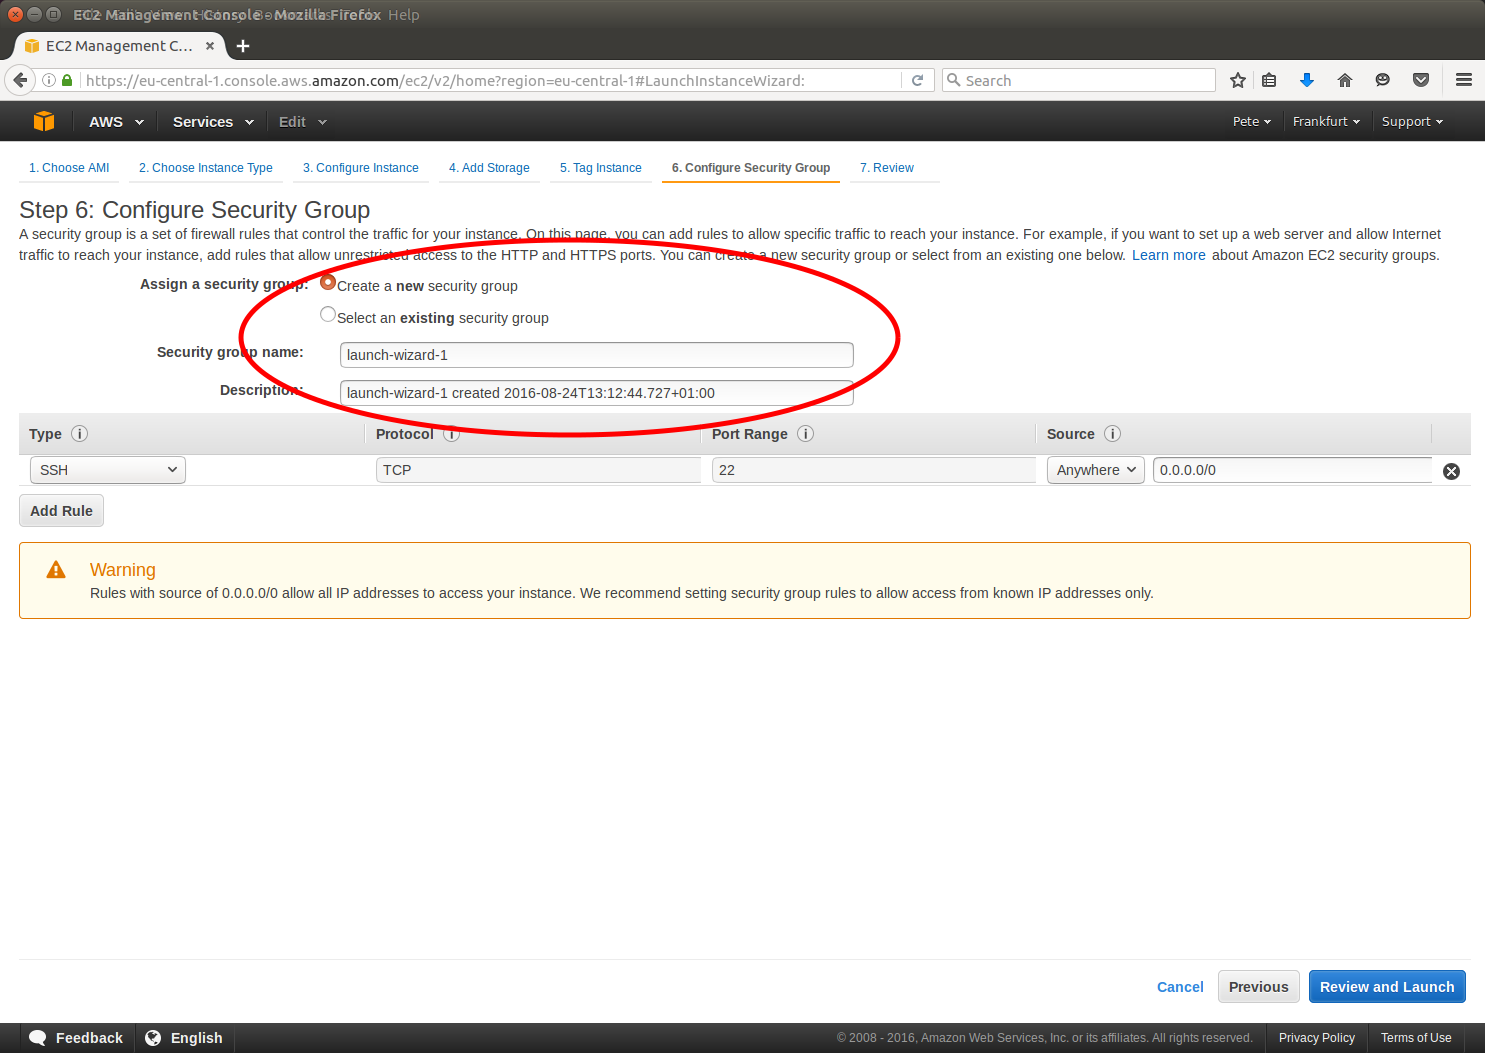 EC2 Management Console - Mozilla Firefox Help
EC2 Management C...
https://eu-central-1.console.aws.amazon.com/ec2/v2/home?region=eu-central-1#LaunchInstanceWizard:
Search
AWS Services Edit Pete Frankfurt Support
1. Choose AMI 2. Choose Instance Type 3. Configure Instance 4. Add Storage 5. Tag Instance 6. Configure Security Group 7. Review
Step 6: Configure Security Group
A security group is a set of firewall rules that control the traffic for your instance. On this page, you can add rules to allow specific traffic to reach your instance. For example, if you want to set up a web server and allow Internet
traffic to reach your instance, add rules that allow unrestricted access to the HTTP and HTTPS ports. You can create a new security group or select from an existing one below. Learn more about Amazon EC2 security groups.
Assign a security group: Create a new security group
Select an existing security group
Security group name: launch-wizard-1
Description: launch-wizard-1 created 2016-08-24T13:12:44.727+01:00
Type Protocol Port Range Source
SSH TCP 22 Anywhere 0.0.0.0/0
Add Rule
Warning
Rules with source of 0.0.0.0/0 allow all IP addresses to access your instance. We recommend setting security group rules to allow access from known IP addresses only.
Cancel Previous Review and Launch
Feedback English © 2008 - 2016, Amazon Web Services, Inc. or its affiliates. All rights reserved. Privacy Policy Terms of Use